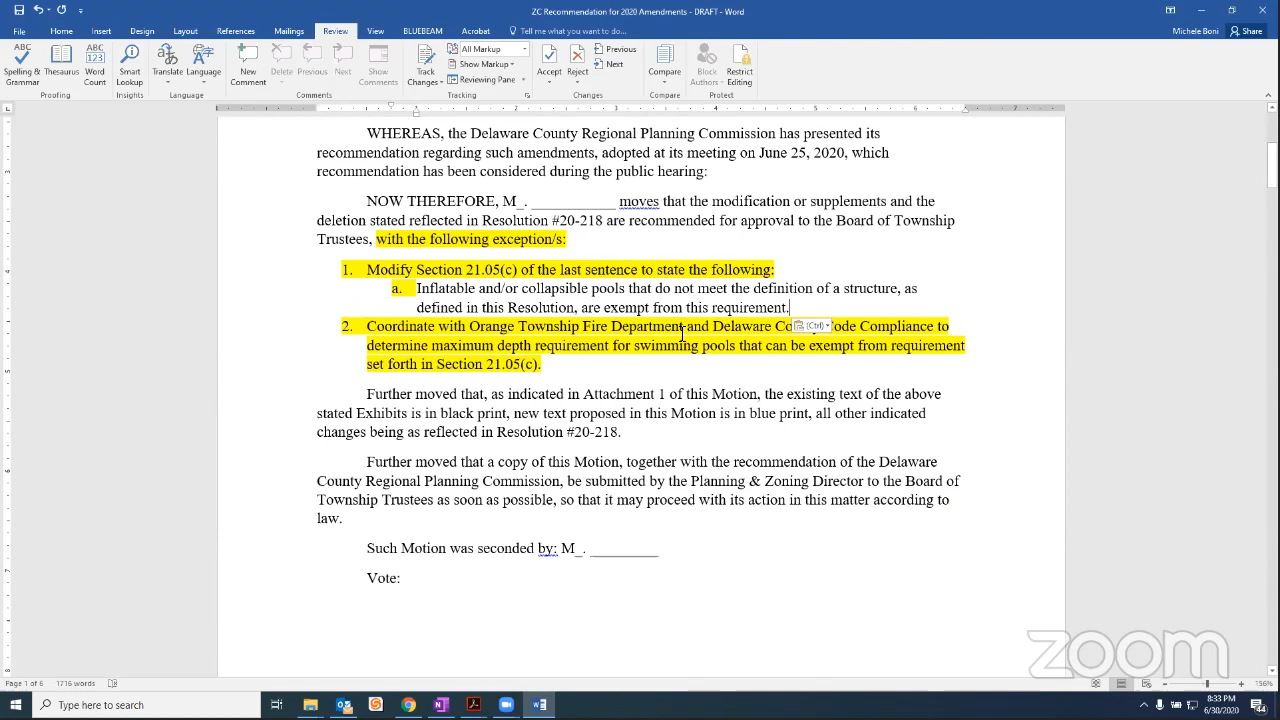 ZC Recommendation for 2020 Amendments - DRAFT - Word
File Home Insert Design Layout References Mailings Review View BLUEBEAM Acrobat Tell me what you want to do... Michele Boni Share
Spelling & Grammar Thesaurus Word Count Smart Lookup Translate Language New Comment Delete Previous Next Show Comments Track Changes All Markup Show Markup Reviewing Pane Accept Reject Previous Next Compare Block Authors Restrict Editing
Proofing Insights Language Comments Tracking Changes Compare Protect
WHEREAS, the Delaware County Regional Planning Commission has presented its
recommendation regarding such amendments, adopted at its meeting on June 25, 2020, which
recommendation has been considered during the public hearing:
NOW THEREFORE, M_. ___________ moves that the modification or supplements and the
deletion stated reflected in Resolution #20-218 are recommended for approval to the Board of Township
Trustees, with the following exception/s:
1. Modify Section 21.05(c) of the last sentence to state the following:
a. Inflatable and/or collapsible pools that do not meet the definition of a structure, as
defined in this Resolution, are exempt from this requirement.
2. Coordinate with Orange Township Fire Department and Delaware Code Compliance to
(Ctrl)
determine maximum depth requirement for swimming pools that can be exempt from requirement
set forth in Section 21.05(c).
Further moved that, as indicated in Attachment 1 of this Motion, the existing text of the above
stated Exhibits is in black print, new text proposed in this Motion is in blue print, all other indicated
changes being as reflected in Resolution #20-218.
Further moved that a copy of this Motion, together with the recommendation of the Delaware
County Regional Planning Commission, be submitted by the Planning & Zoning Director to the Board of
Township Trustees as soon as possible, so that it may proceed with its action in this matter according to
law.
Such Motion was seconded by: M_. _________
Vote:
zoom
Page 1 of 6 1716 words 156%
Type here to search
8:33 PM
6/30/2020